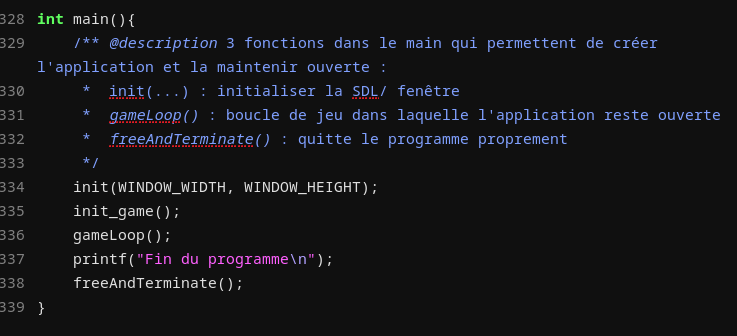 328 int main(){
329     /** @description 3 fonctions dans le main qui permettent de créer
l'application et la maintenir ouverte :
330      *  init(...) : initialiser la SDL/ fenêtre
331      *  gameLoop() : boucle de jeu dans laquelle l'application reste ouverte
332      *  freeAndTerminate() : quitte le programme proprement
333      */
334     init(WINDOW_WIDTH, WINDOW_HEIGHT);
335     init_game();
336     gameLoop();
337     printf("Fin du programme\n");
338     freeAndTerminate();
339 }